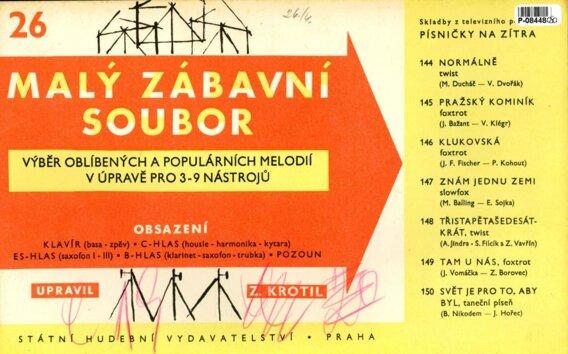 26
26./V.
MALÝ ZÁBAVNÍ
SOUBOR
VÝBĚR OBLÍBENÝCH A POPULÁRNÍCH MELODIÍ
V ÚPRAVĚ PRO 3-9 NÁSTROJŮ
OBSAZENÍ
KLAVÍR (basa - zpěv) • C-HLAS (housle - harmonika - kytara)
ES-HLAS (saxofon I - III) • B-HLAS (klarinet - saxofon - trubka) • POZOUN
UPRAVIL Z. KROTIL
STÁTNÍ HUDEBNÍ VYDAVATELSTVÍ • PRAHA
Skladby z televizního
P-08448
PÍSNIČKY NA ZÍTRA
144 NORMÁLNĚ
twist
(M. Ducháč — V. Dvořák)
145 PRAŽSKÝ KOMINÍK
foxtrot
(J. Bažant — V. Klégr)
146 KLUKOVSKÁ
foxtrot
(J. F. Fischer — P. Kohout)
147 ZNÁM JEDNU ZEMI
slowfox
(M. Balling — E. Sojka)
148 TŘISTAPĚTAŠEDESÁT-
KRÁT, twist
(A. Jindra - S. Filcík a Z. Vavřín)
149 TAM U NÁS, foxtrot
(J. Vomáčka — Z. Borovec)
150 SVĚT JE PRO TO, ABY
BYL, taneční píseň
(B. Nikodem — J. Hořec)